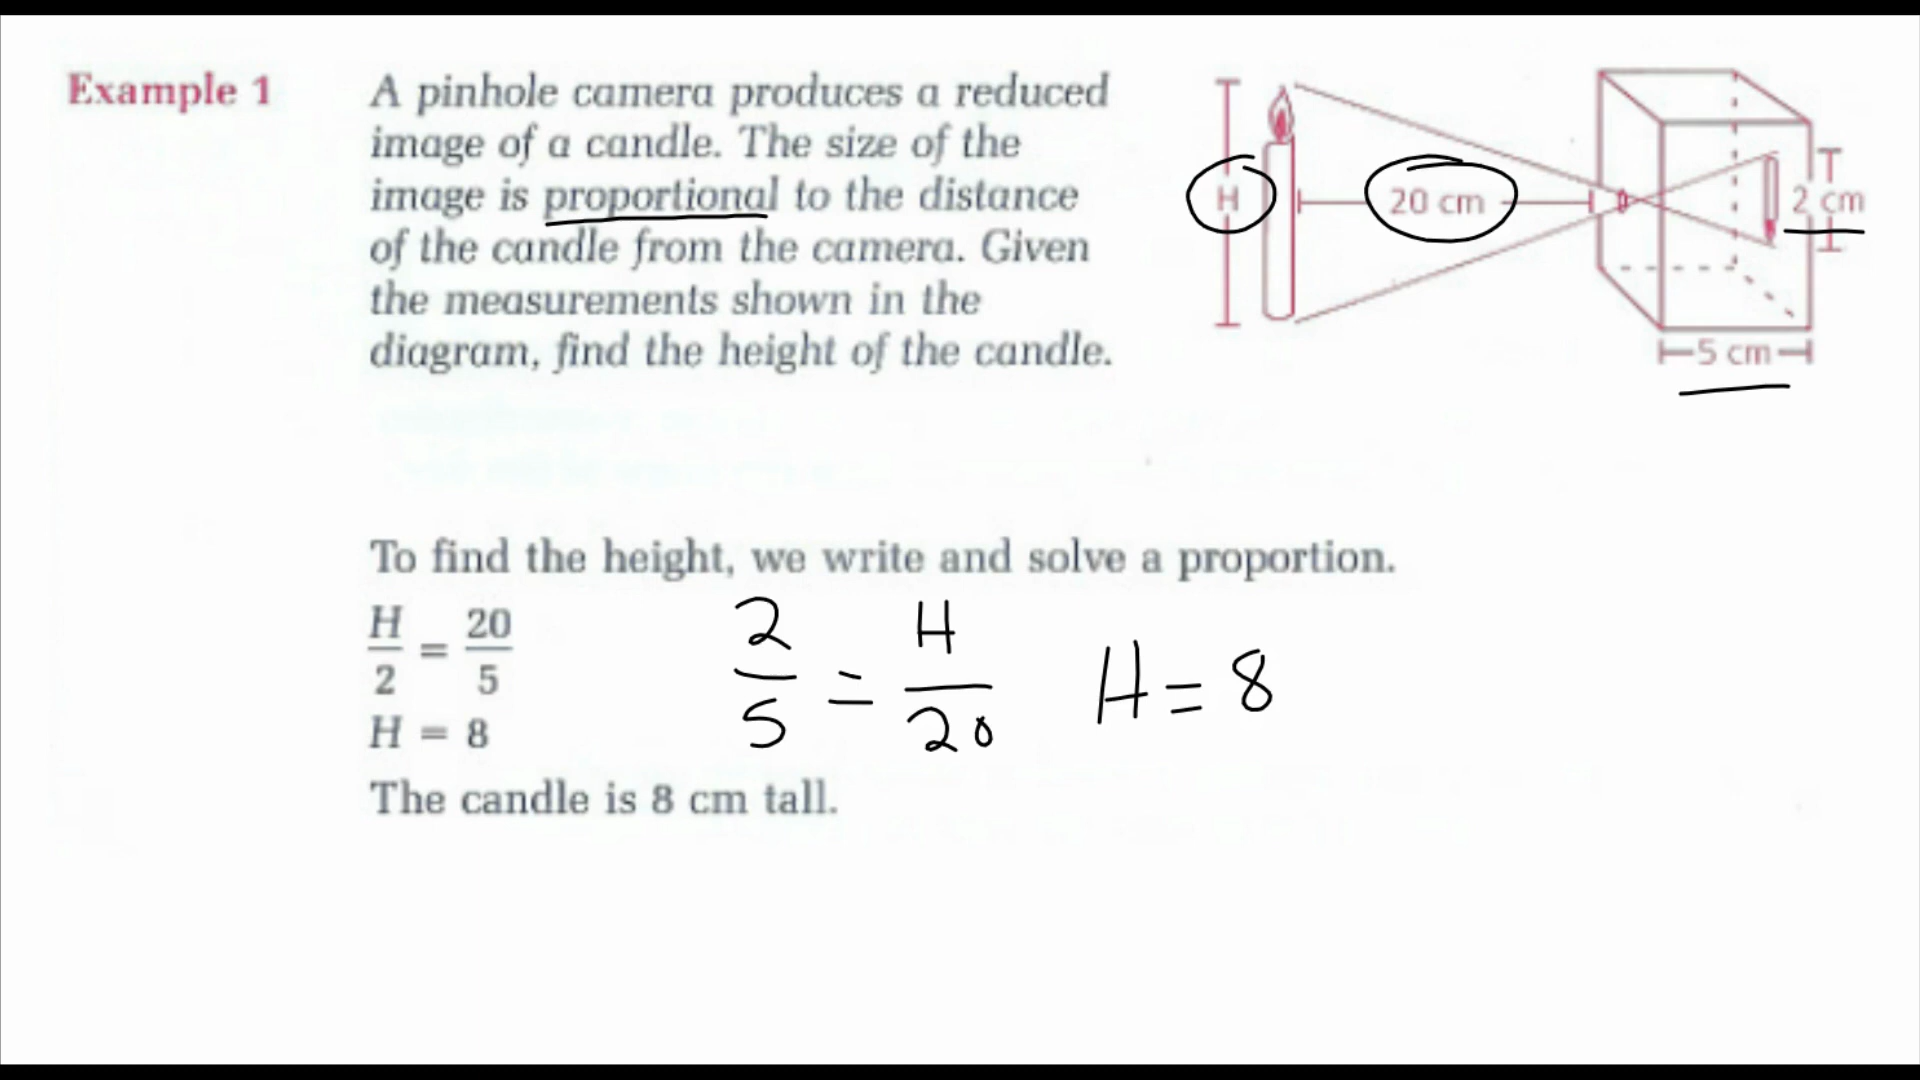 Example 1
A pinhole camera produces a reduced
image of a candle. The size of the
image is proportional to the distance
of the candle from the camera. Given
the measurements shown in the
diagram, find the height of the candle.
H
20 cm
2 cm
5 cm
To find the height, we write and solve a proportion.
H/2 = 20/5
H = 8
The candle is 8 cm tall.
2/5 = H/20
H = 8